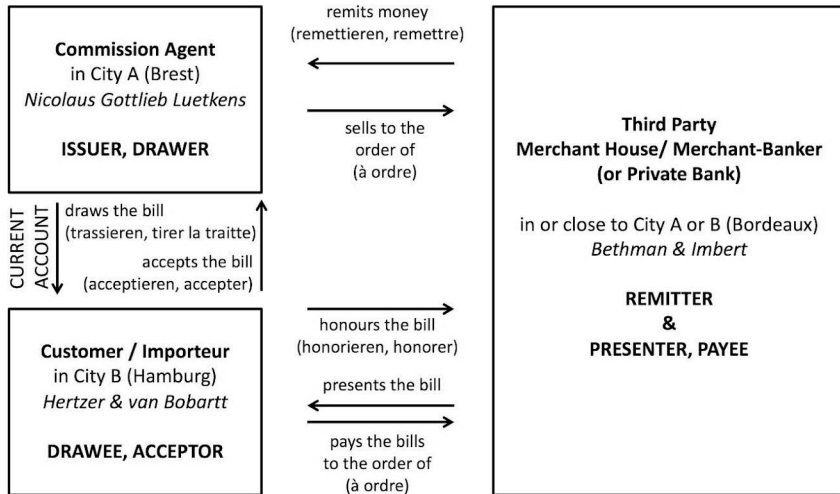 Commission Agent
in City A (Brest)
Nicolaus Gottlieb Luetkens
ISSUER, DRAWER
remits money
(remettieren, remettre)
sells to the
order of
(à ordre)
Third Party
Merchant House/ Merchant-Banker
(or Private Bank)
in or close to City A or B (Bordeaux)
Bethman & Imbert
REMITTER
&
PRESENTER, PAYEE
CURRENT
ACCOUNT
draws the bill
(trassieren, tirer la traitte)
accepts the bill
(acceptieren, accepter)
Customer / Importeur
in City B (Hamburg)
Hertzer & van Bobartt
DRAWEE, ACCEPTOR
honours the bill
(honorieren, honorer)
presents the bill
pays the bills
to the order of
(à ordre)